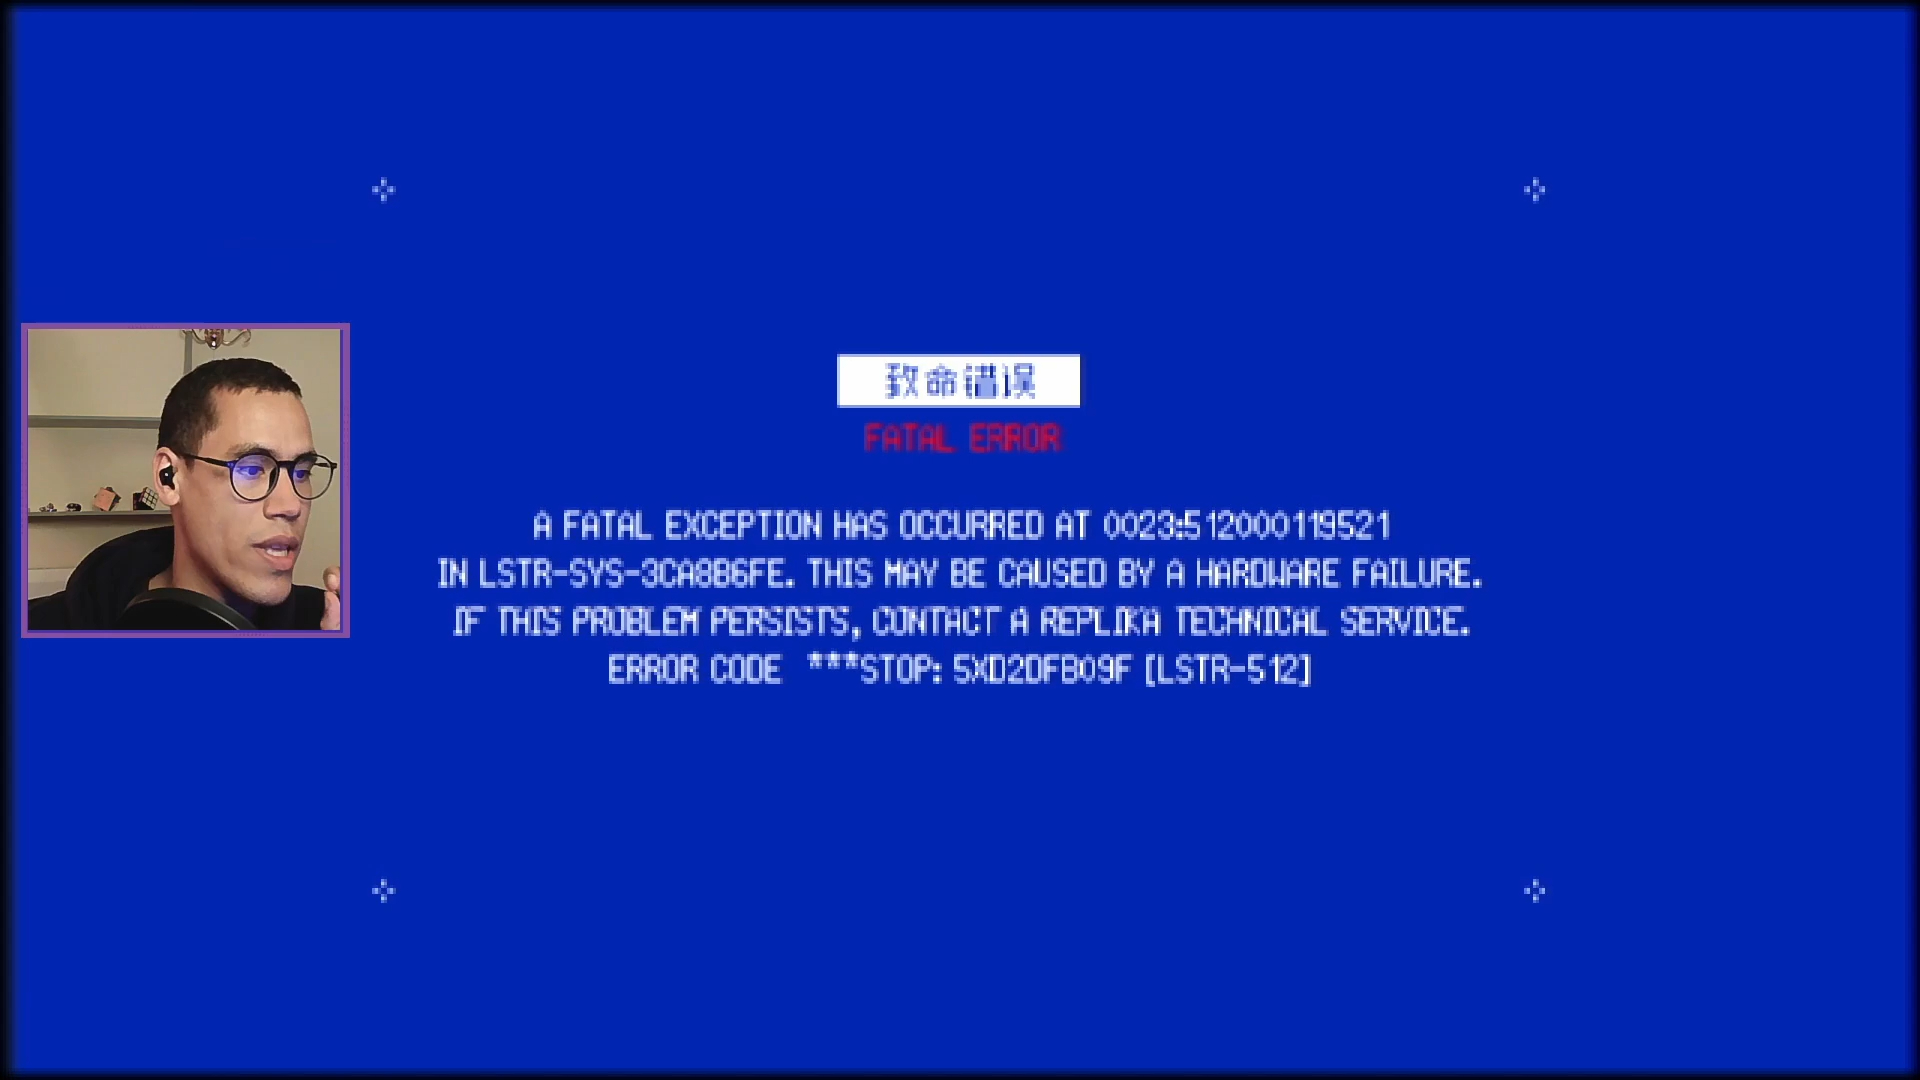 致命错误
FATAL ERROR
A FATAL EXCEPTION HAS OCCURRED AT 0023:512000119521
IN LSTR-SYS-3CA8B6FE. THIS MAY BE CAUSED BY A HARDWARE FAILURE.
IF THIS PROBLEM PERSISTS, CONTACT A REPLIKA TECHNICAL SERVICE.
ERROR CODE ***STOP: 5XD2DFB09F [LSTR-512]